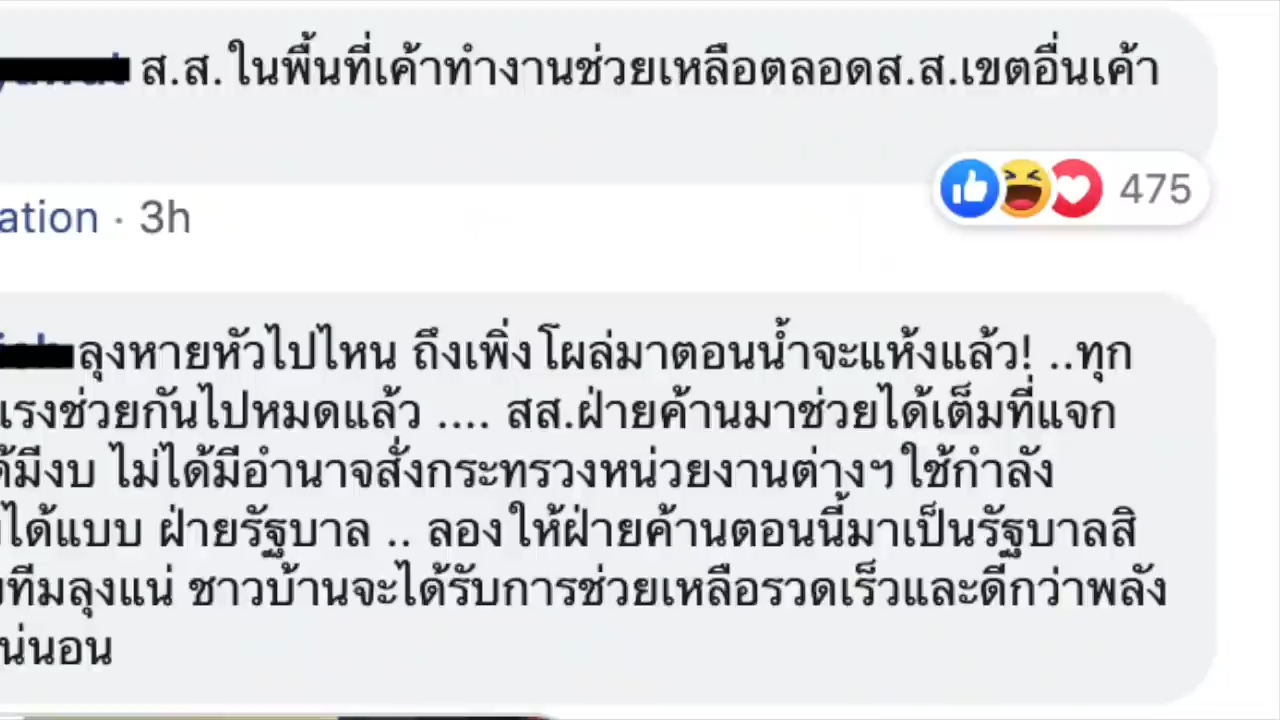 ส.ส.ในพื้นที่เค้าทำงานช่วยเหลือตลอดส.ส.เขตอื่นเค้า
475
ation · 3h
ลุงหายหัวไปไหน ถึงเพิ่งโผล่มาตอนน้ำจะแห้งแล้ว! ..ทุก
แรงช่วยกันไปหมดแล้ว .... สส.ฝ่ายค้านมาช่วยได้เต็มที่แจก
ด้มีงบ ไม่ได้มีอำนาจสั่งกระทรวงหน่วยงานต่างๆ ใช้กำลัง
ได้แบบ ฝ่ายรัฐบาล .. ลองให้ฝ่ายค้านตอนนี้มาเป็นรัฐบาลสิ
ทีมลุงแน่ ชาวบ้านจะได้รับการช่วยเหลือรวดเร็วและดีกว่าพลัง
น่นอน